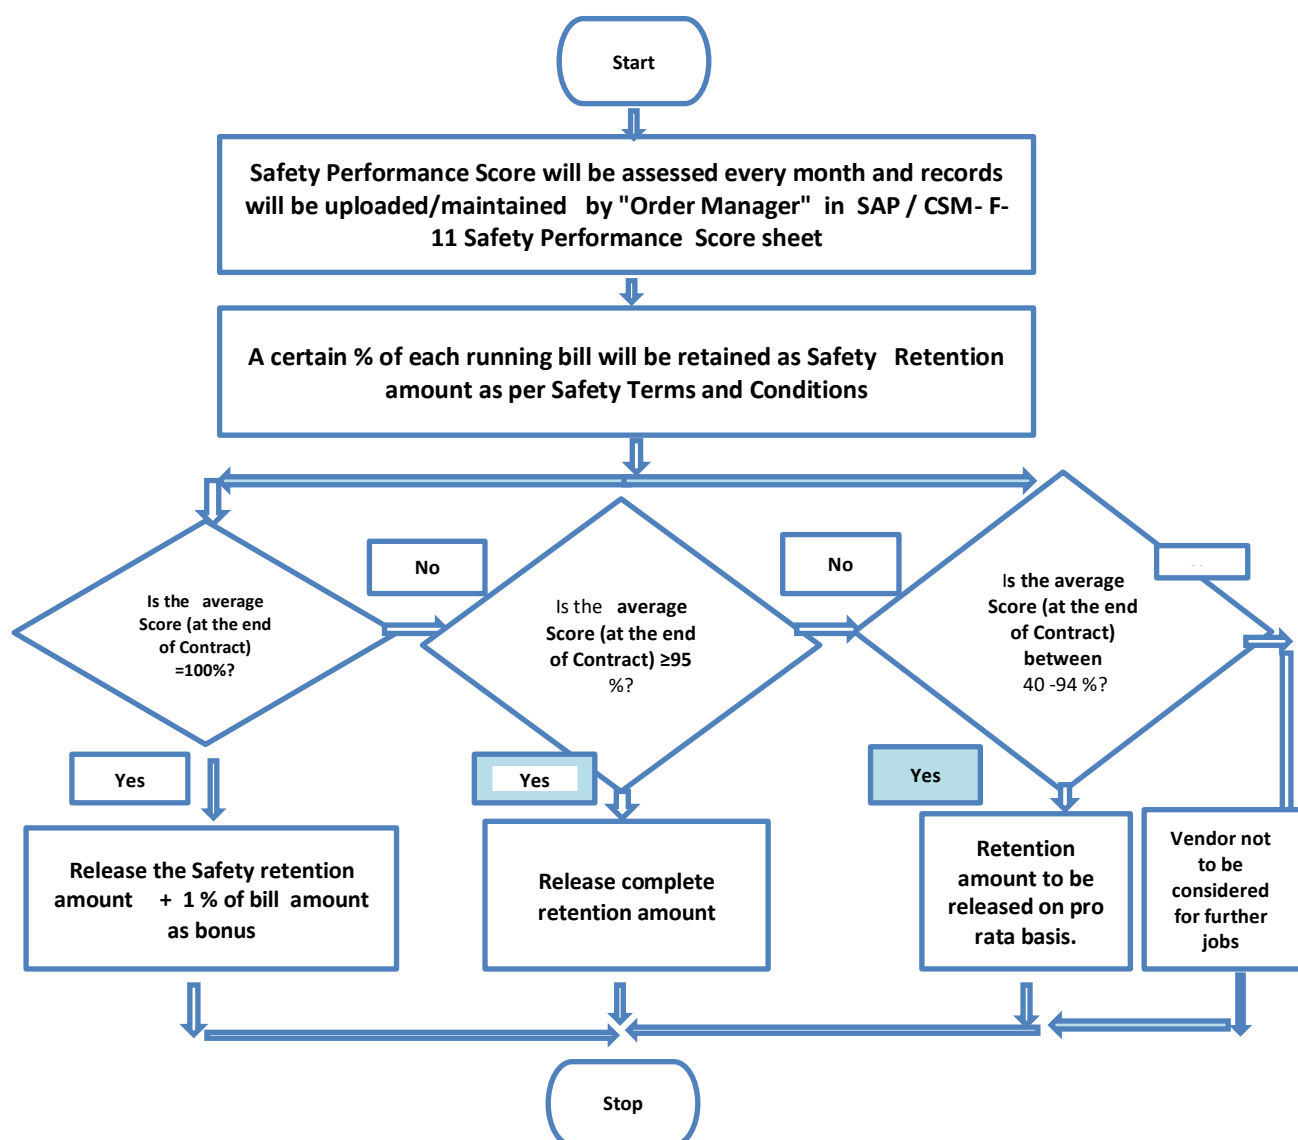 Start
Safety Performance Score will be assessed every month and records
will be uploaded/maintained by "Order Manager" in SAP / CSM- F-
11 Safety Performance Score sheet
A certain % of each running bill will be retained as Safety Retention
amount as per Safety Terms and Conditions
No
No
Is the average
Score (at the end
of Contract)
=100%?
Is the average
Score (at the end
of Contract) ≥95
%?
Is the average
Score (at the end
of Contract)
between
40 -94 %?
Yes
Yes
Yes
Release the Safety retention
amount + 1 % of bill amount
as bonus
Release complete
retention amount
Retention
amount to be
released on pro
rata basis.
Vendor not
to be
considered
for further
jobs
Stop